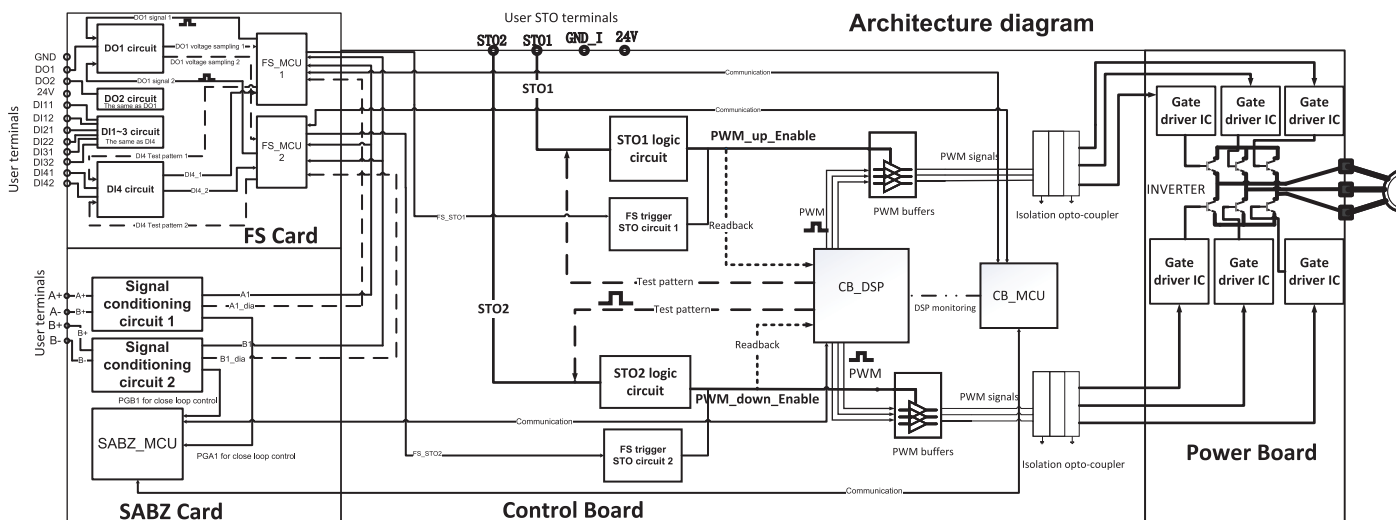 Architecture diagram
User STO terminals
STO2 STO1 GND_I 24V
DO1 signal 1
DO1 circuit
DO1 voltage sampling 1
DO1 voltage sampling 2
DO1 signal 2
FS_MCU
1
FS_MCU
2
User terminals
GND
DO1
DO2
24V
DI11
DI12
DI21
DI22
DI31
DI32
DI41
DI42
DO2 circuit
The same as DO1
DI1~3 circuit
The same as DI4
DI4 Test pattern 1
DI4 circuit
DI4_1
DI4_2
DI4 Test pattern 2
FS Card
Communication
Communication
STO1
STO1 logic
circuit
PWM_up_Enable
FS_STO1
FS trigger
STO circuit 1
Readback
PWM
PWM buffers
PWM signals
Isolation opto-coupler
Gate
driver IC
Gate
driver IC
Gate
driver IC
INVERTER
Gate
driver IC
Gate
driver IC
Gate
driver IC
Power Board
User terminals
A+
A-
B+
B-
A+
B+
B+
B-
Signal
conditioning
circuit 1
A1
A1_dia
Signal
conditioning
circuit 2
B1
B1_dia
PGB1 for close loop control
SABZ_MCU
PGA1 for close loop control
SABZ Card
STO2
Test pattern
Test pattern
CB_DSP
DSP monitoring
CB_MCU
Readback
PWM
STO2 logic
circuit
PWM_down_Enable
PWM signals
PWM buffers
Isolation opto-coupler
Communication
FS_STO2
FS trigger
STO circuit 2
Communication
Control Board